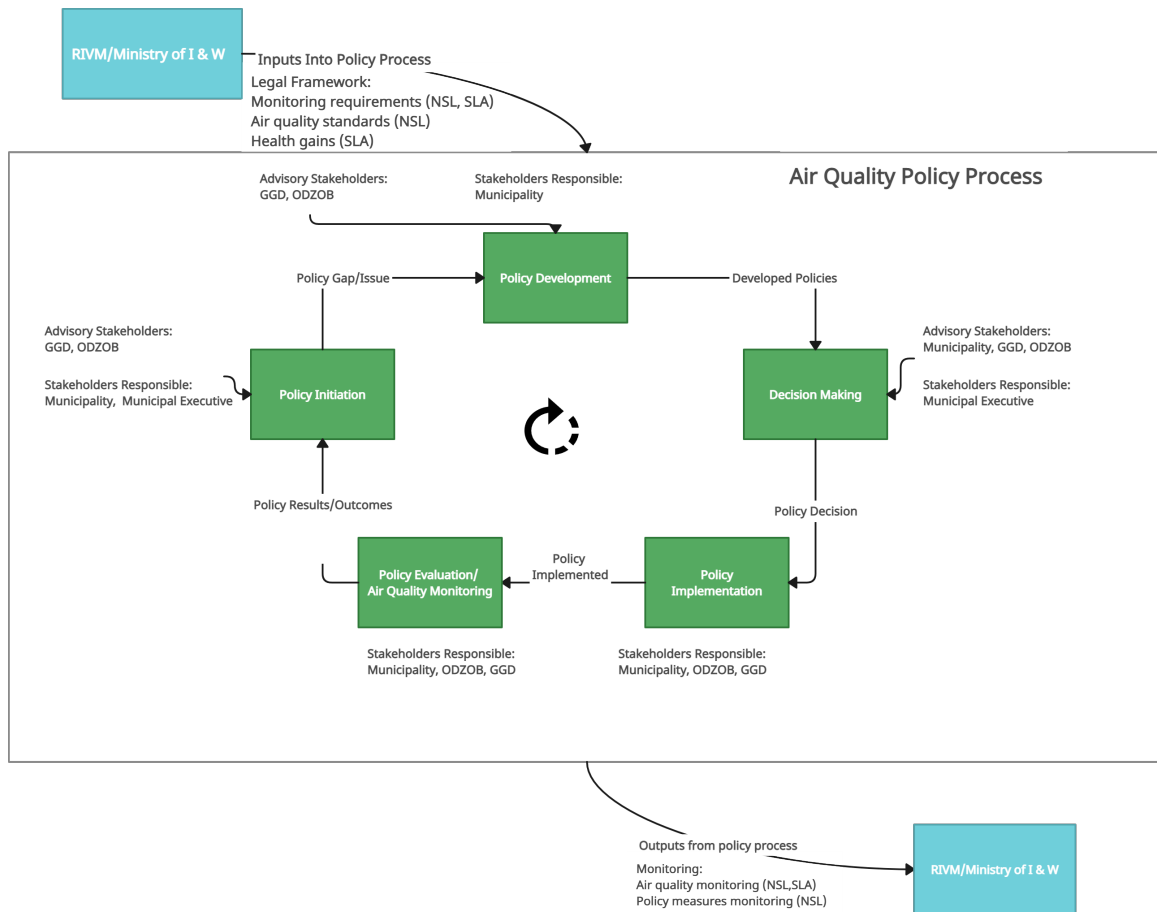 RIVM/Ministry of I & W
Inputs Into Policy Process
Legal Framework:
Monitoring requirements (NSL, SLA)
Air quality standards (NSL)
Health gains (SLA)
Air Quality Policy Process
Advisory Stakeholders:
GGD, ODZOB
Stakeholders Responsible:
Municipality
Policy Gap/Issue
Policy Development
Developed Policies
Advisory Stakeholders:
GGD, ODZOB
Stakeholders Responsible:
Municipality, Municipal Executive
Policy Initiation
Decision Making
Advisory Stakeholders:
Municipality, GGD, ODZOB
Stakeholders Responsible:
Municipal Executive
Policy Results/Outcomes
Policy Decision
Policy Evaluation/
Air Quality Monitoring
Policy
Implemented
Policy
Implementation
Stakeholders Responsible:
Municipality, ODZOB, GGD
Stakeholders Responsible:
Municipality, ODZOB, GGD
Outputs from policy process
Monitoring:
Air quality monitoring (NSL,SLA)
Policy measures monitoring (NSL)
RIVM/Ministry of I & W